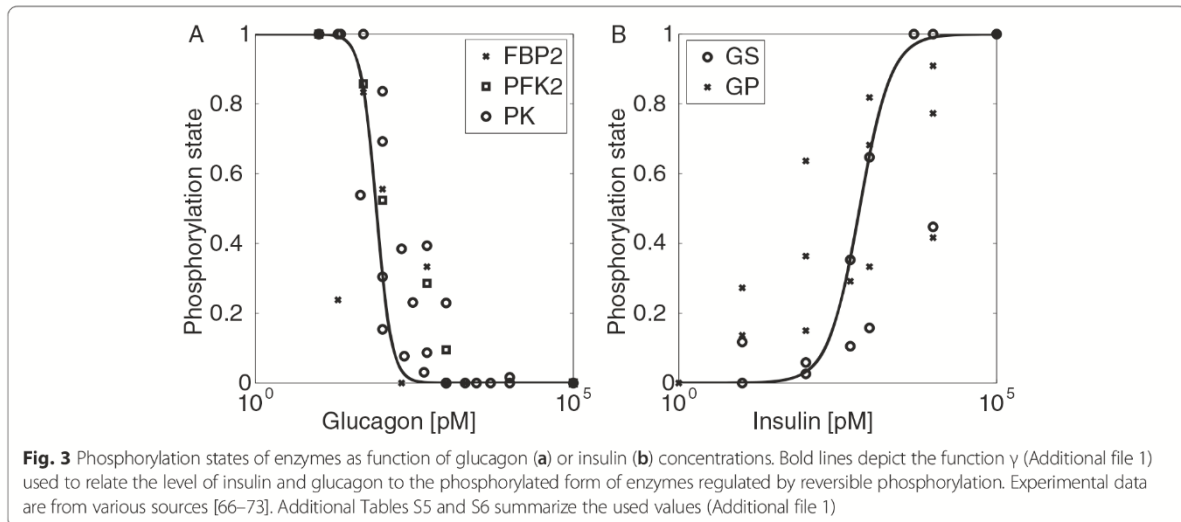 A
B
1
0.8
0.6
0.4
0.2
0
Phosphorylation state
FBP2
PFK2
PK
10^0
Glucagon [pM]
10^5
1
0.8
0.6
0.4
0.2
0
Phosphorylation state
GS
GP
10^0
Insulin [pM]
10^5
Fig. 3 Phosphorylation states of enzymes as function of glucagon (a) or insulin (b) concentrations. Bold lines depict the function γ (Additional file 1)
used to relate the level of insulin and glucagon to the phosphorylated form of enzymes regulated by reversible phosphorylation. Experimental data
are from various sources [66–73]. Additional Tables S5 and S6 summarize the used values (Additional file 1)